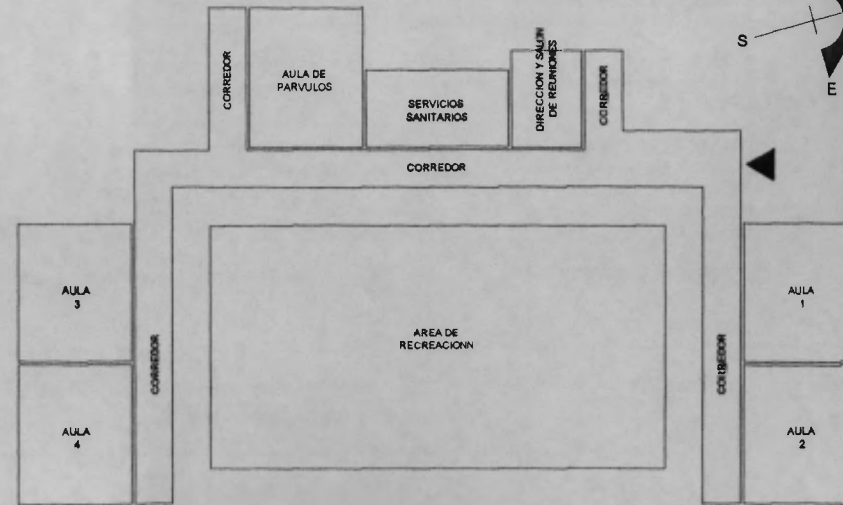 S
E
CORREDOR
AULA DE
PARVULOS
SERVICIOS
SANITARIOS
DIRECCION Y SALON
DE REUNIONES
CORREDOR
CORREDOR
AULA
3
AULA
4
CORREDOR
AREA DE
RECREACIONN
CORREDOR
AULA
1
AULA
2